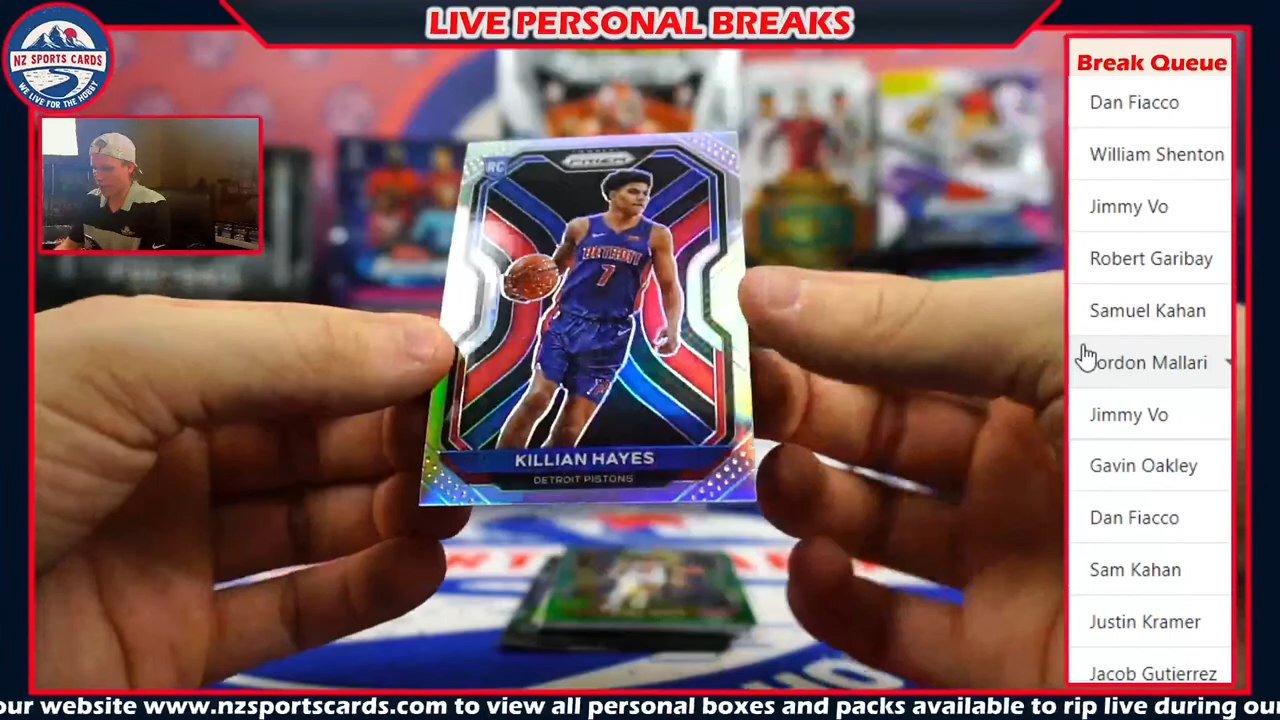 LIVE PERSONAL BREAKS
NZ SPORTS CARDS
WE LIVE FOR THE HOBBY
Break Queue
Dan Fiacco
William Shenton
Jimmy Vo
Robert Garibay
Samuel Kahan
ordon Mallari
Jimmy Vo
Gavin Oakley
Dan Fiacco
Sam Kahan
Justin Kramer
Jacob Gutierrez
RC
PRIZM
DETROIT
7
KILLIAN HAYES
DETROIT PISTONS
our website www.nzsportscards.com to view all personal boxes and packs available to rip live during ou